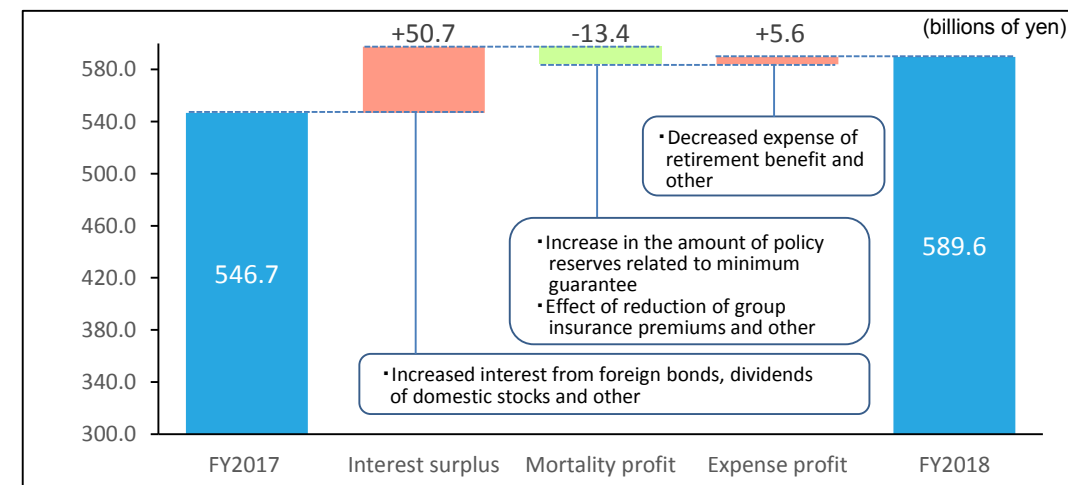 (billions of yen)
+50.7
-13.4
+5.6
580.0
540.0
500.0
460.0
420.0
380.0
340.0
300.0
546.7
589.6
・Decreased expense of
retirement benefit and
other
・Increase in the amount of policy
reserves related to minimum
guarantee
・Effect of reduction of group
insurance premiums and other
・Increased interest from foreign bonds, dividends
of domestic stocks and other
FY2017
Interest surplus
Mortality profit
Expense profit
FY2018